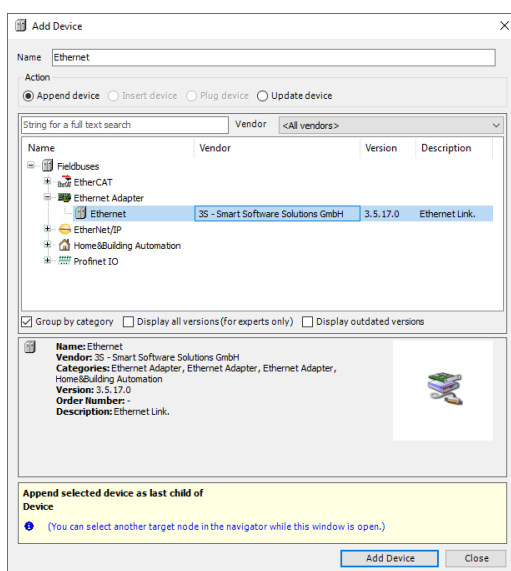 Add Device
Name Ethernet
Action
Append device Insert device Plug device Update device
String for a full text search Vendor <All vendors>
Name Vendor Version Description
Fieldbuses
EtherCAT
Ethernet Adapter
Ethernet 3S - Smart Software Solutions GmbH 3.5.17.0 Ethernet Link.
EtherNet/IP
Home&Building Automation
Profinet IO
Group by category Display all versions (for experts only) Display outdated versions
Name: Ethernet
Vendor: 3S - Smart Software Solutions GmbH
Categories: Ethernet Adapter, Ethernet Adapter, Ethernet Adapter,
Home&Building Automation
Version: 3.5.17.0
Order Number: -
Description: Ethernet Link.
Append selected device as last child of
Device
(You can select another target node in the navigator while this window is open.)
Add Device Close